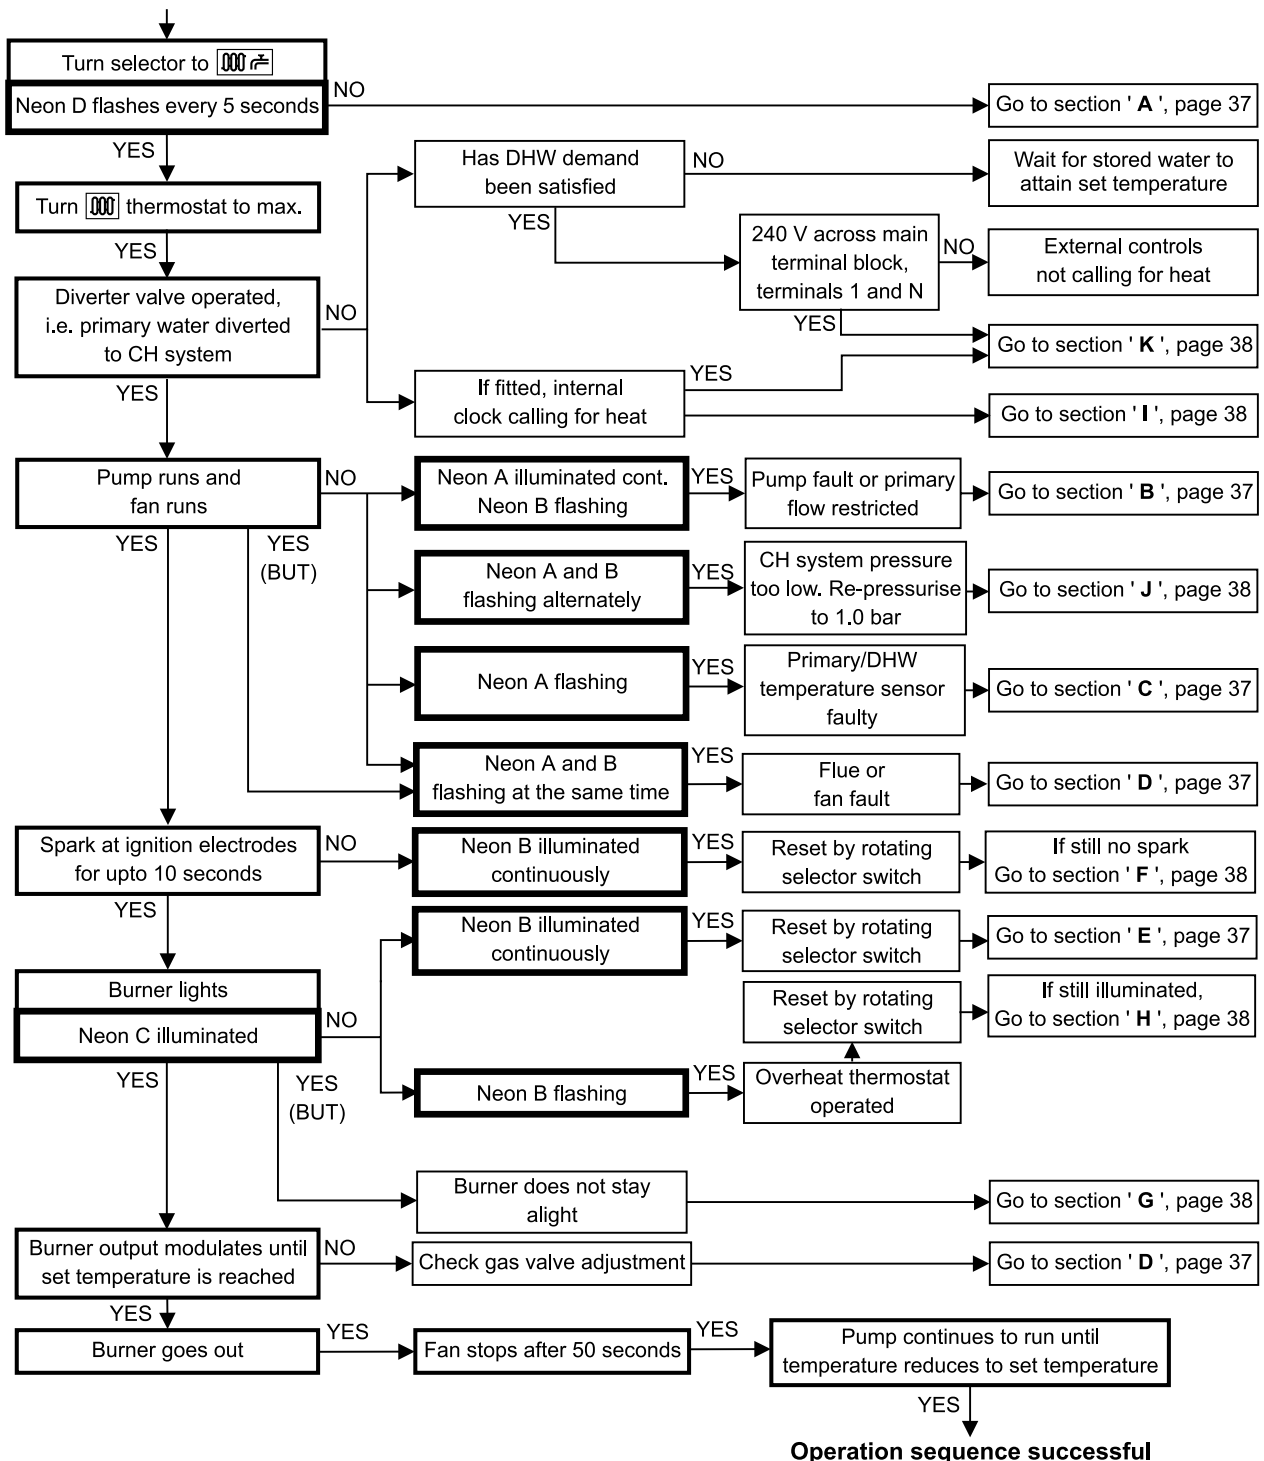 Turn selector to
Neon D flashes every 5 seconds
NO
Go to section ' A ', page 37
YES
Turn thermostat to max.
YES
Has DHW demand
been satisfied
NO
Wait for stored water to
attain set temperature
YES
240 V across main
terminal block,
terminals 1 and N
NO
External controls
not calling for heat
Diverter valve operated,
i.e. primary water diverted
to CH system
NO
YES
Go to section ' K ', page 38
If fitted, internal
clock calling for heat
YES
Go to section ' I ', page 38
YES
Pump runs and
fan runs
NO
Neon A illuminated cont.
Neon B flashing
YES
Pump fault or primary
flow restricted
Go to section ' B ', page 37
YES
YES
(BUT)
Neon A and B
flashing alternately
YES
CH system pressure
too low. Re-pressurise
to 1.0 bar
Go to section ' J ', page 38
Neon A flashing
YES
Primary/DHW
temperature sensor
faulty
Go to section ' C ', page 37
Neon A and B
flashing at the same time
YES
Flue or
fan fault
Go to section ' D ', page 37
Spark at ignition electrodes
for upto 10 seconds
NO
Neon B illuminated
continuously
YES
Reset by rotating
selector switch
If still no spark
Go to section ' F ', page 38
YES
Neon B illuminated
continuously
YES
Reset by rotating
selector switch
Go to section ' E ', page 37
Burner lights
Neon C illuminated
NO
Reset by rotating
selector switch
If still illuminated,
Go to section ' H ', page 38
YES
YES
(BUT)
Neon B flashing
YES
Overheat thermostat
operated
Burner does not stay
alight
Go to section ' G ', page 38
Burner output modulates until
set temperature is reached
NO
Check gas valve adjustment
Go to section ' D ', page 37
YES
Burner goes out
YES
Fan stops after 50 seconds
YES
Pump continues to run until
temperature reduces to set temperature
YES
Operation sequence successful